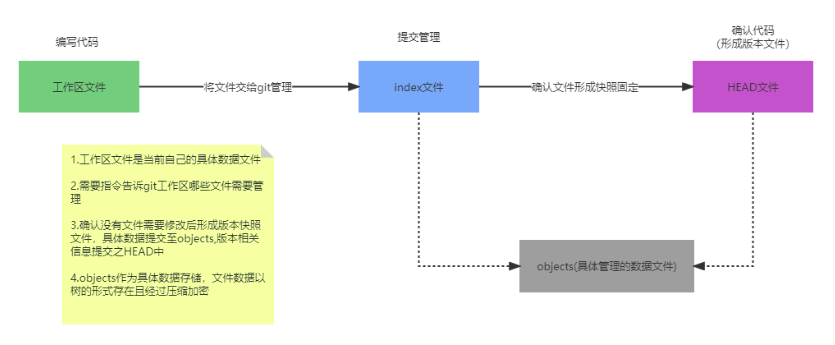 编写代码
提交管理
确认代码
(形成版本文件)
工作区文件
将文件交给git管理
index文件
确认文件形成快照固定
HEAD文件
1.工作区文件是当前自己的具体数据文件
2.需要指令告诉git工作区哪些文件需要管
理
3.确认没有文件需要修改后形成版本快照
文件，具体数据提交至objects,版本相关
信息提交之HEAD中
4.objects作为具体数据存储，文件数据以
树的形式存在且经过压缩加密
objects(具体管理的数据文件)